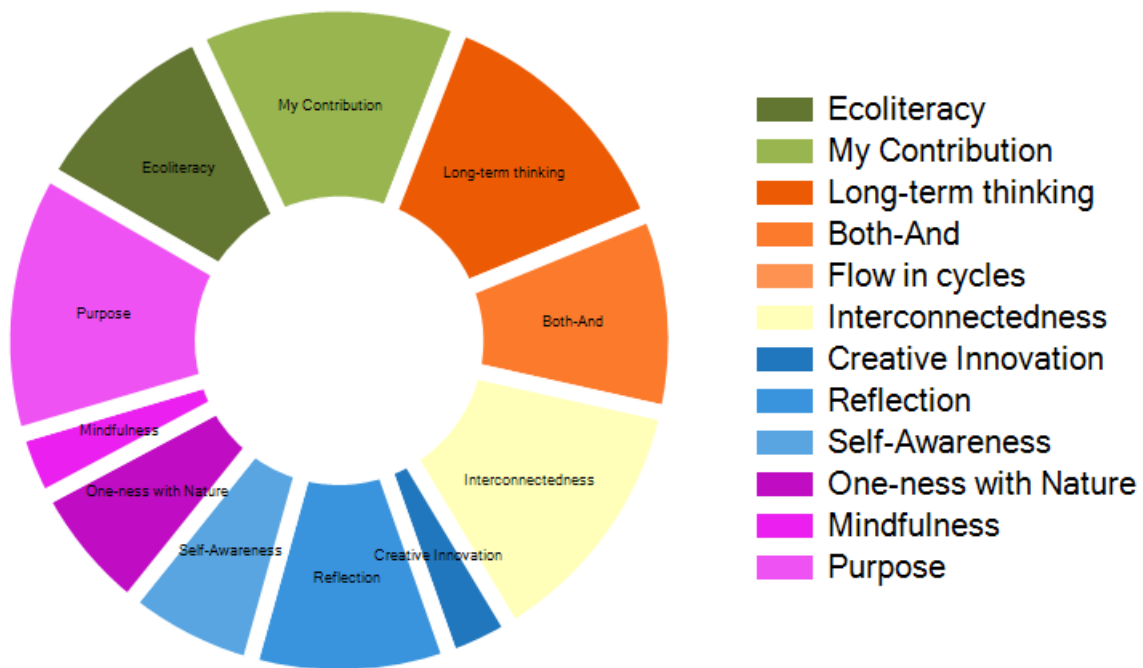 My Contribution
Ecoliteracy
Long-term thinking
Purpose
Both-And
Mindfulness
One-ness with Nature
Interconnectedness
Self-Awareness
Creative Innovation
Reflection
Ecoliteracy
My Contribution
Long-term thinking
Both-And
Flow in cycles
Interconnectedness
Creative Innovation
Reflection
Self-Awareness
One-ness with Nature
Mindfulness
Purpose